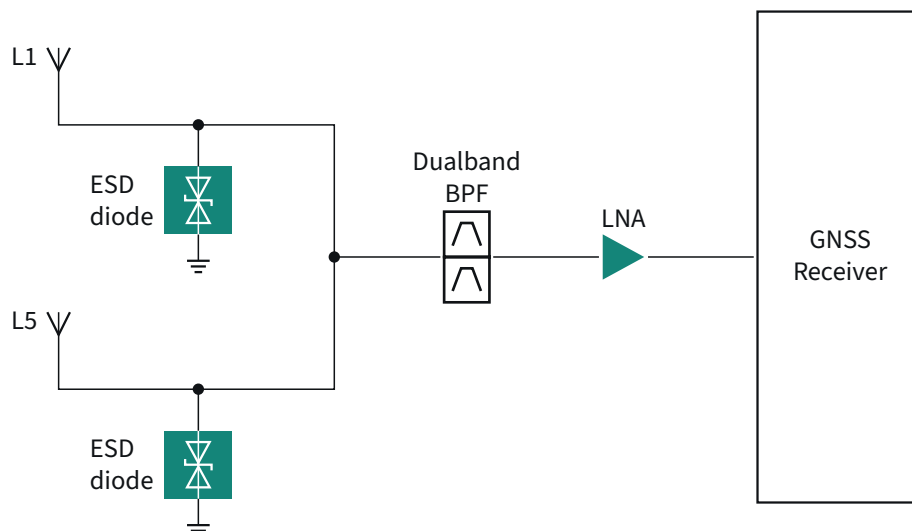 L1
ESD
diode
Dualband
BPF
LNA
GNSS
Receiver
L5
ESD
diode